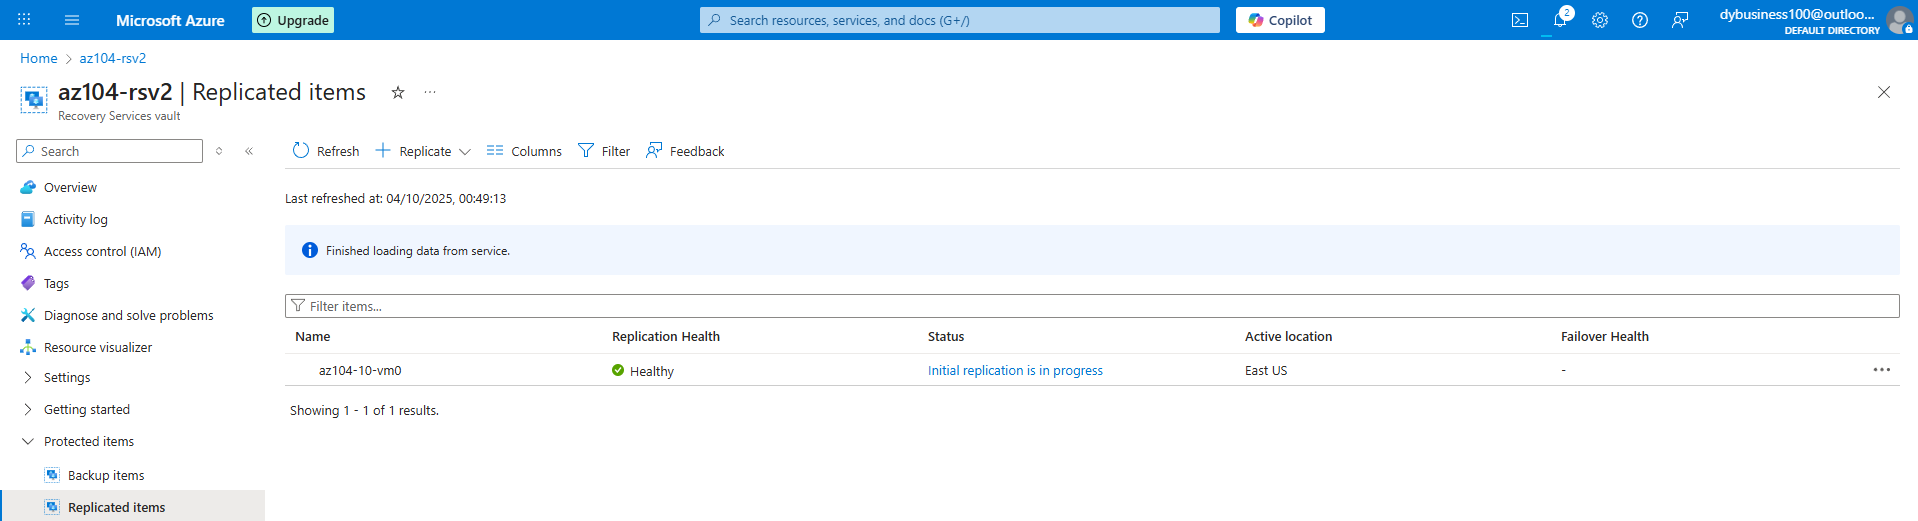 Microsoft Azure
Upgrade
Search resources, services, and docs (G+/)
Copilot
2
dybusiness100@outloo...
DEFAULT DIRECTORY
Home > az104-rsv2
az104-rsv2 | Replicated items
Recovery Services vault
Search
Refresh
Replicate
Columns
Filter
Feedback
Overview
Activity log
Access control (IAM)
Tags
Diagnose and solve problems
Resource visualizer
Settings
Getting started
Protected items
Backup items
Replicated items
Last refreshed at: 04/10/2025, 00:49:13
Finished loading data from service.
Filter items...
Name Replication Health Status Active location Failover Health
az104-10-vm0 Healthy Initial replication is in progress East US -
Showing 1 - 1 of 1 results.